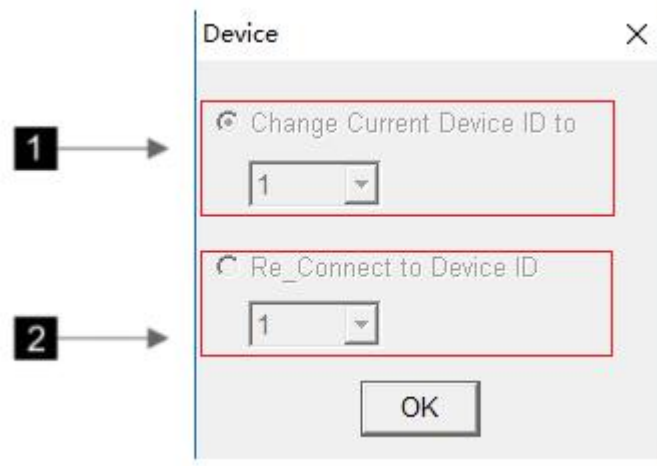 Device
1
Change Current Device ID to
1
Re_Connect to Device ID
2
1
OK